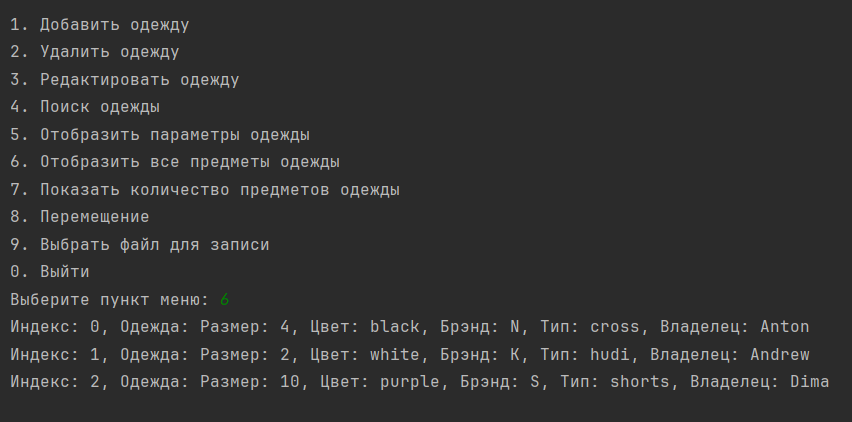 1. Добавить одежду
2. Удалить одежду
3. Редактировать одежду
4. Поиск одежды
5. Отобразить параметры одежды
6. Отобразить все предметы одежды
7. Показать количество предметов одежды
8. Перемещение
9. Выбрать файл для записи
0. Выйти
Выберите пункт меню: 6
Индекс: 0, Одежда: Размер: 4, Цвет: black, Брэнд: N, Тип: cross, Владелец: Anton
Индекс: 1, Одежда: Размер: 2, Цвет: white, Брэнд: K, Тип: hudi, Владелец: Andrew
Индекс: 2, Одежда: Размер: 10, Цвет: purple, Брэнд: S, Тип: shorts, Владелец: Dima